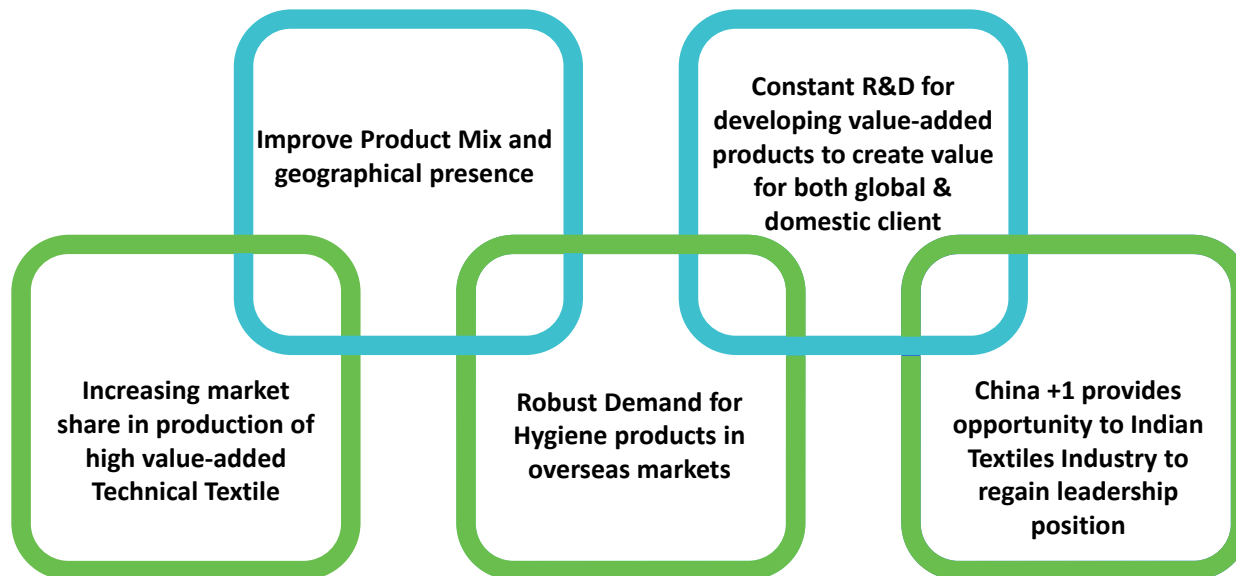 Improve Product Mix and
geographical presence
Constant R&D for
developing value-added
products to create value
for both global &
domestic client
Increasing market
share in production of
high value-added
Technical Textile
Robust Demand for
Hygiene products in
overseas markets
China +1 provides
opportunity to Indian
Textiles Industry to
regain leadership
position